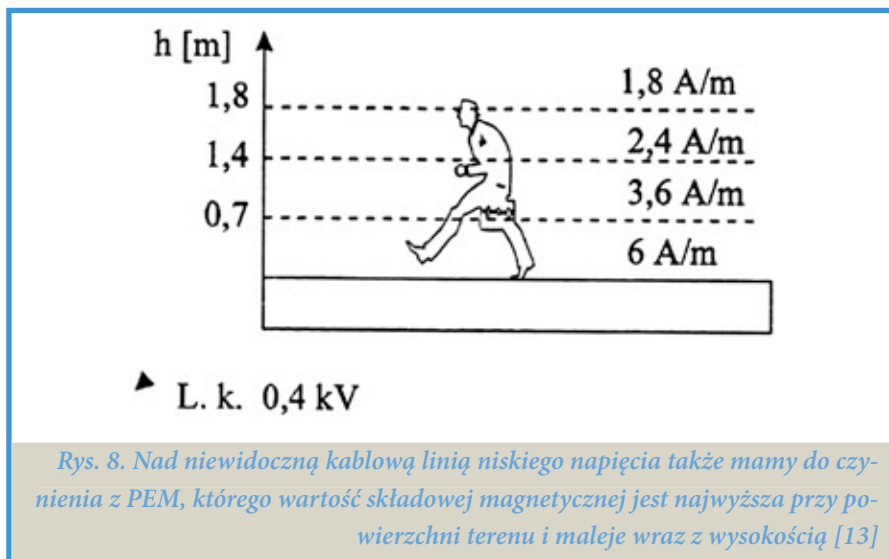 h [m]
1,8
1,8 A/m
2,4 A/m
1,4
3,6 A/m
0,7
6 A/m
L. k. 0,4 kV
Rys. 8. Nad niewidoczną kablową linią niskiego napięcia także mamy do czy-
nienia z PEM, którego wartość składowej magnetycznej jest najwyższa przy po-
wierzchni terenu i maleje wraz z wysokością [13]